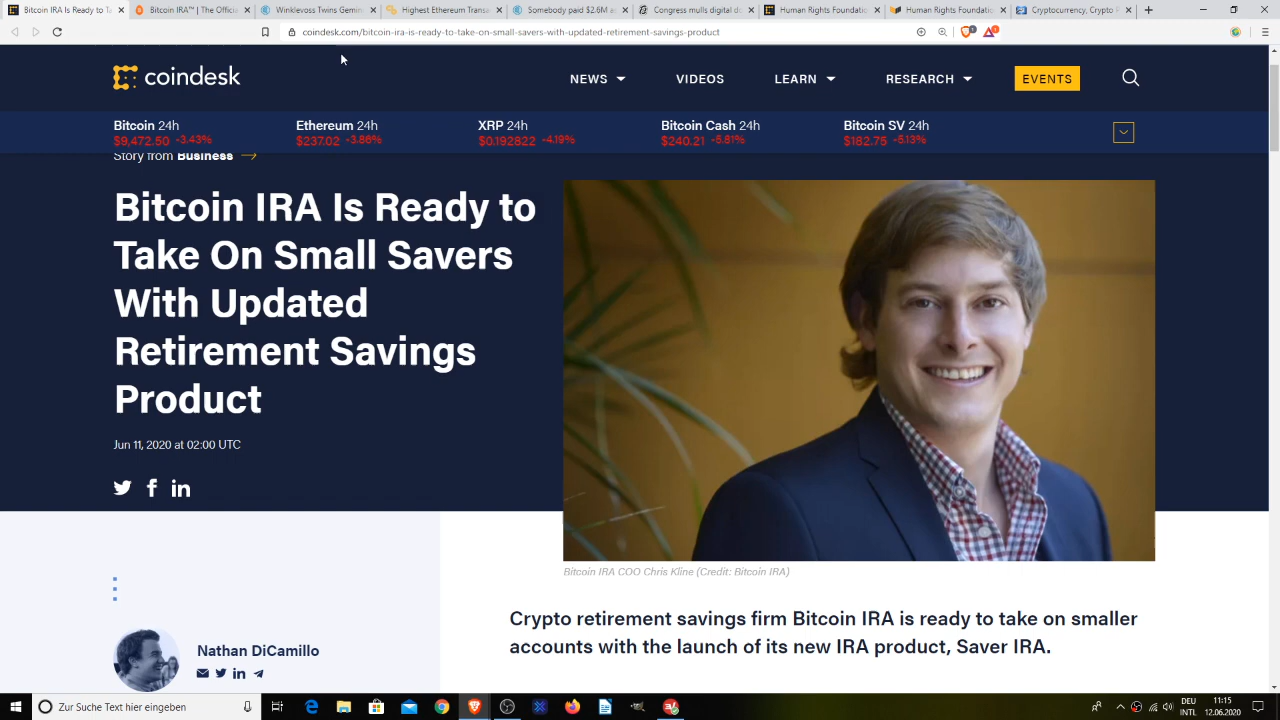 Bitcoin IRA Is Ready to Ta
Bitcoin IRA™ | The Officia
Winklevoss Twins Gemin
Highest Ethereum Transa
Somebody paid $2.6M a
Congress mulls digital do
Human Rights Foundatio
Human Rights Foundatio
Cryptocurrency, Crypto P
coindesk.com/bitcoin-ira-is-ready-to-take-on-small-savers-with-updated-retirement-savings-product
coindesk
NEWS
VIDEOS
LEARN
RESEARCH
EVENTS
Bitcoin 24h
Ethereum 24h
XRP 24h
Bitcoin Cash 24h
Bitcoin SV 24h
$9,472.50 -3.43%
$237.02 -3.86%
$0.192822 -4.19%
$240.21 -5.81%
$182.75 -5.13%
Story from Business
Bitcoin IRA Is Ready to
Take On Small Savers
With Updated
Retirement Savings
Product
Jun 11, 2020 at 02:00 UTC
Bitcoin IRA COO Chris Kline (Credit: Bitcoin IRA)
Crypto retirement savings firm Bitcoin IRA is ready to take on smaller
accounts with the launch of its new IRA product, Saver IRA.
Nathan DiCamillo
Zur Suche Text hier eingeben
DEU
INTL
11:15
12.06.2020